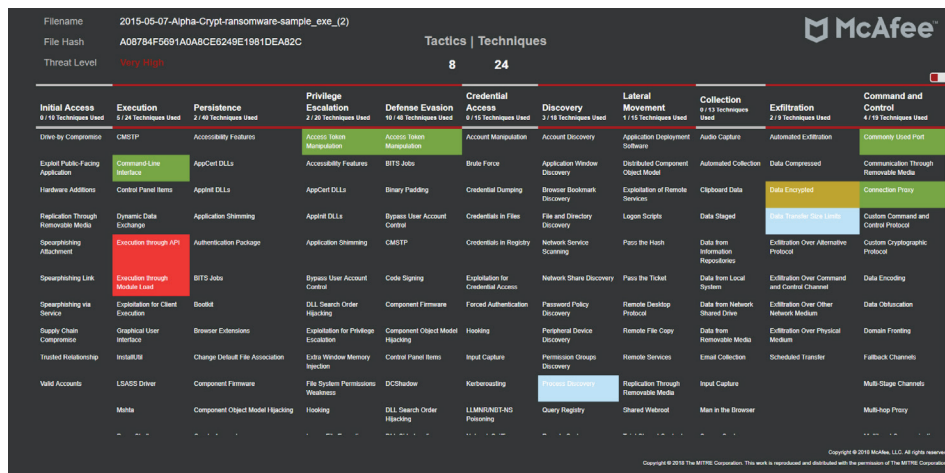 Filename 2015-05-07-Alpha-Crypt-ransomware-sample_exe_(2)
McAfee™
File Hash A08784F5691A0A8CE6249E1981DEA82C
Tactics | Techniques
Threat Level Very High
8 24
Initial Access
0 / 10 Techniques Used
Drive-by Compromise
Exploit Public-Facing
Application
Hardware Additions
Replication Through
Removable Media
Spearphishing
Attachment
Spearphishing Link
Spearphishing via
Service
Supply Chain
Compromise
Trusted Relationship
Valid Accounts
Execution
5 / 24 Techniques Used
CMSTP
Command-Line
Interface
Control Panel Items
Dynamic Data
Exchange
Execution through API
Execution through
Module Load
Exploitation for Client
Execution
Graphical User
Interface
InstallUtil
LSASS Driver
Mshta
Persistence
2 / 40 Techniques Used
Accessibility Features
AppCert DLLs
AppInit DLLs
Application Shimming
Authentication Package
BITS Jobs
Bootkit
Browser Extensions
Change Default File Association
Component Firmware
Component Object Model Hijacking
Privilege
Escalation
2 / 20 Techniques Used
Access Token
Manipulation
Accessibility Features
AppCert DLLs
AppInit DLLs
Application Shimming
Bypass User Account
Control
DLL Search Order
Hijacking
Exploitation for Privilege
Escalation
Extra Window Memory
Injection
File System Permissions
Weakness
Hooking
Defense Evasion
10 / 48 Techniques Used
Access Token
Manipulation
BITS Jobs
Binary Padding
Bypass User Account
Control
CMSTP
Code Signing
Component Firmware
Component Object Model
Hijacking
Control Panel Items
DCShadow
DLL Search Order
Hijacking
Credential
Access
0 / 15 Techniques Used
Account Manipulation
Brute Force
Credential Dumping
Credentials in Files
Credentials in Registry
Exploitation for
Credential Access
Forced Authentication
Hooking
Input Capture
Kerberoasting
LLMNR/NBT-NS
Poisoning
Discovery
3 / 18 Techniques Used
Account Discovery
Application Window
Discovery
Browser Bookmark
Discovery
File and Directory
Discovery
Network Service
Scanning
Network Share Discovery
Password Policy
Discovery
Peripheral Device
Discovery
Permission Groups
Discovery
Process Discovery
Query Registry
Lateral
Movement
1 / 15 Techniques Used
Application Deployment
Software
Distributed Component
Object Model
Exploitation of Remote
Services
Logon Scripts
Pass the Hash
Pass the Ticket
Remote Desktop
Protocol
Remote File Copy
Remote Services
Replication Through
Removable Media
Shared Webroot
Collection
0 / 13 Techniques
Used
Audio Capture
Automated Collection
Clipboard Data
Data Staged
Data from
Information
Repositories
Data from Local
System
Data from Network
Shared Drive
Data from
Removable Media
Email Collection
Input Capture
Man in the Browser
Exfiltration
2 / 9 Techniques Used
Automated Exfiltration
Data Compressed
Data Encrypted
Data Transfer Size Limits
Exfiltration Over Alternative
Protocol
Exfiltration Over Command
and Control Channel
Exfiltration Over Other
Network Medium
Exfiltration Over Physical
Medium
Scheduled Transfer
Command and
Control
4 / 19 Techniques Used
Commonly Used Port
Communication Through
Removable Media
Connection Proxy
Custom Command and
Control Protocol
Custom Cryptographic
Protocol
Data Encoding
Data Obfuscation
Domain Fronting
Fallback Channels
Multi-Stage Channels
Multi-hop Proxy
Copyright © 2018 McAfee, LLC. All rights reserve
Copyright © 2018 The MITRE Corporation. This work is reproduced and distributed with the permission of The MITRE Corporation